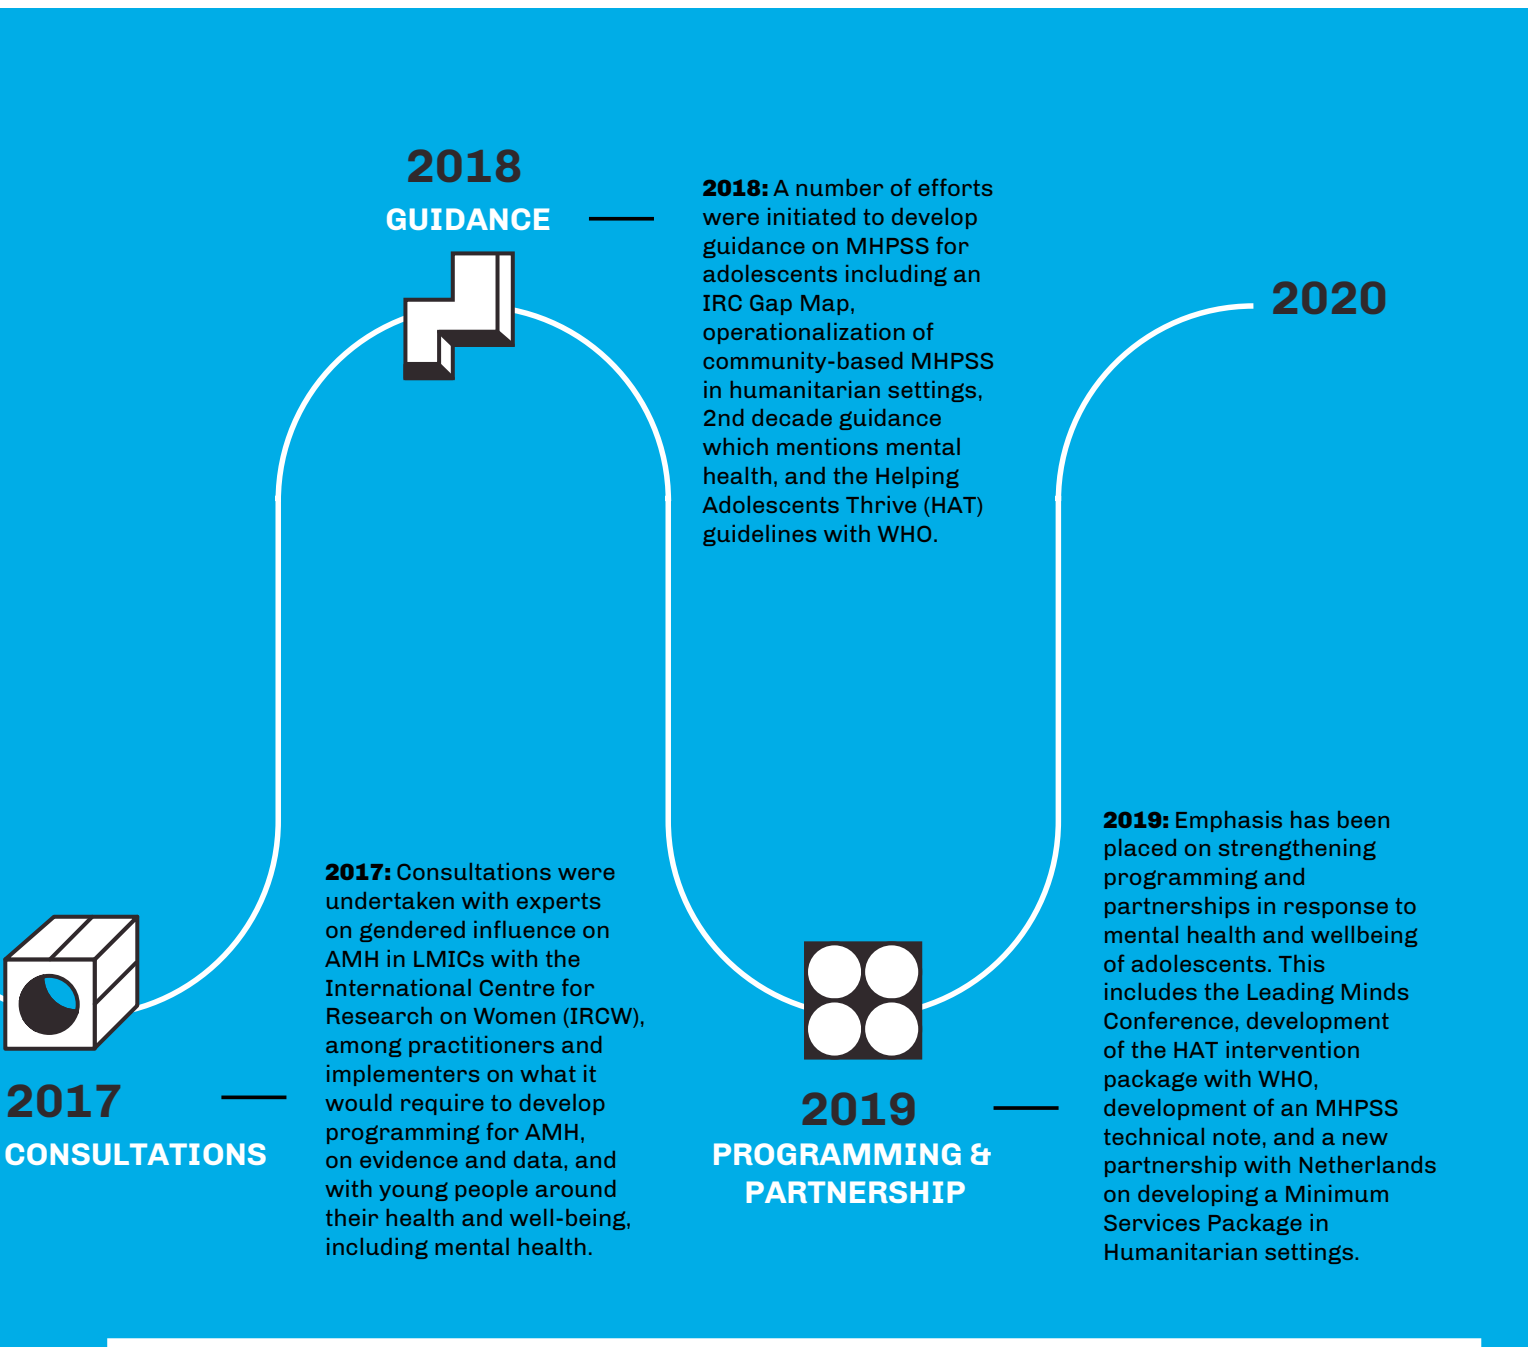 2018
GUIDANCE
2018: A number of efforts
were initiated to develop
guidance on MHPSS for
adolescents including an
IRC Gap Map,
operationalization of
community-based MHPSS
in humanitarian settings,
2nd decade guidance
which mentions mental
health, and the Helping
Adolescents Thrive (HAT)
guidelines with WHO.
2020
2017
CONSULTATIONS
2017: Consultations were
undertaken with experts
on gendered influence on
AMH in LMICs with the
International Centre for
Research on Women (IRCW),
among practitioners and
implementers on what it
would require to develop
programming for AMH,
on evidence and data, and
with young people around
their health and well-being,
including mental health.
2019
PROGRAMMING &
PARTNERSHIP
2019: Emphasis has been
placed on strengthening
programming and
partnerships in response to
mental health and wellbeing
of adolescents. This
includes the Leading Minds
Conference, development
of the HAT intervention
package with WHO,
development of an MHPSS
technical note, and a new
partnership with Netherlands
on developing a Minimum
Services Package in
Humanitarian settings.